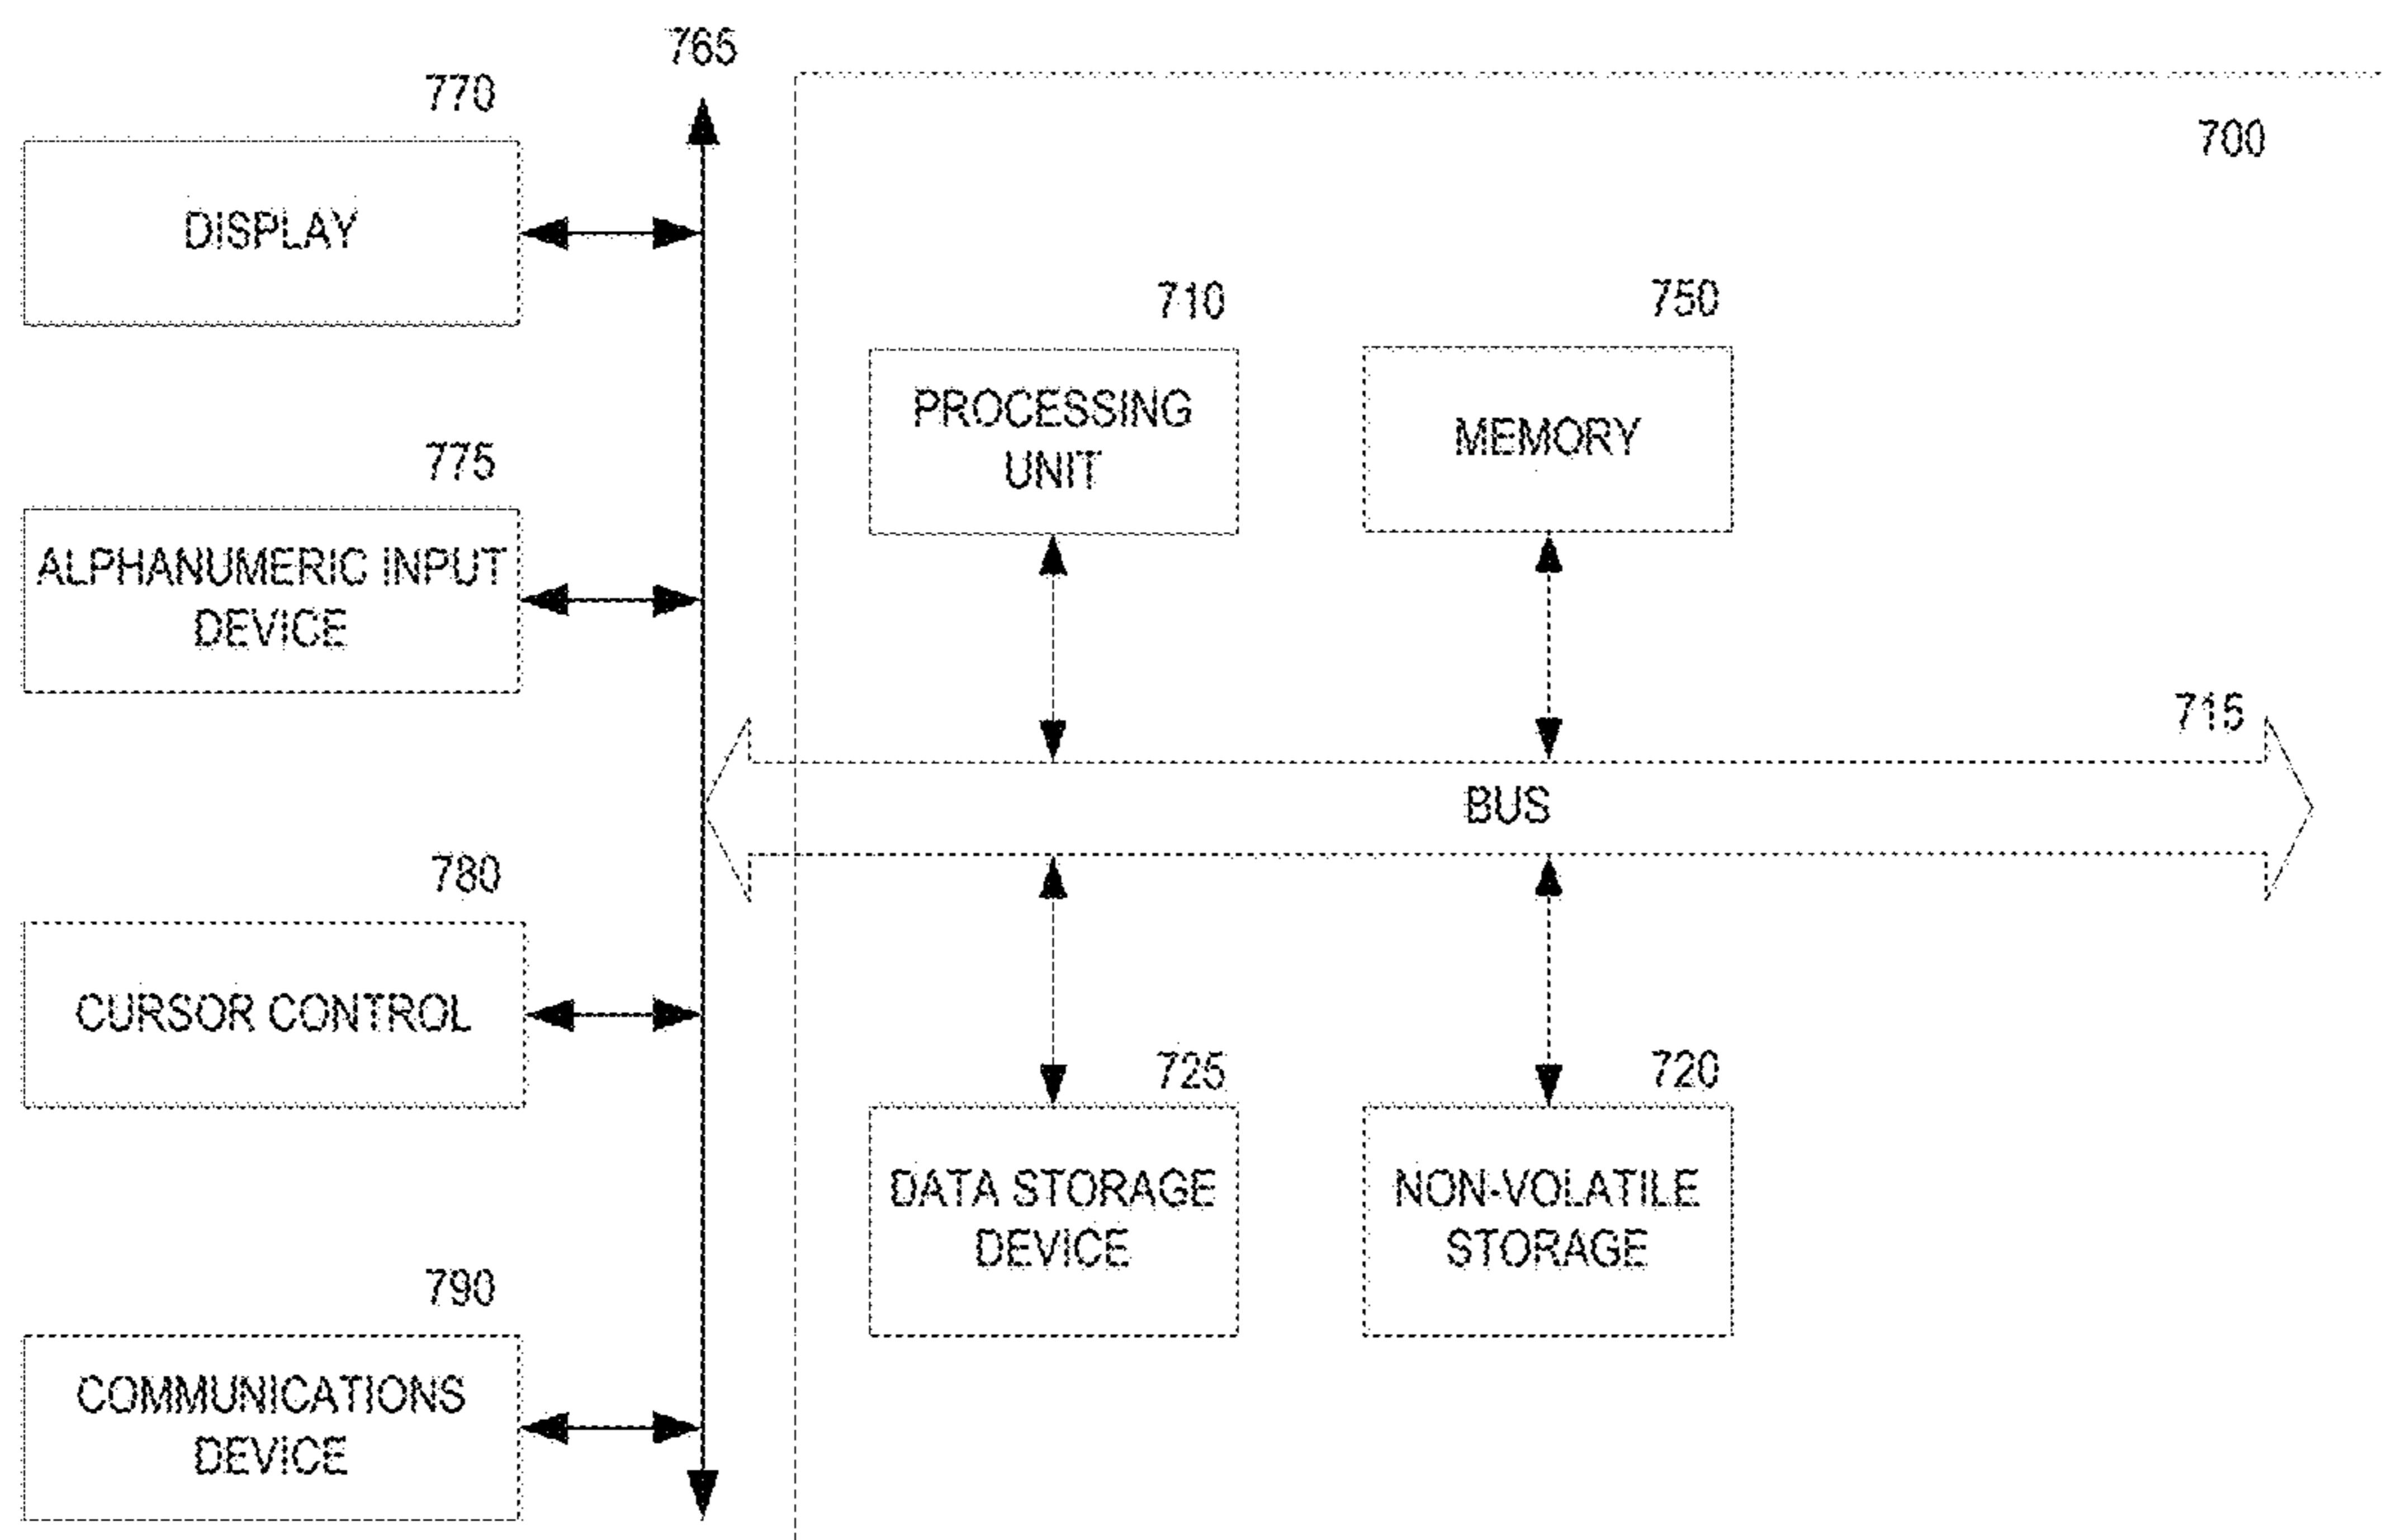 765
770
700
DISPLAY
710
750
PROCESSING
UNIT
MEMORY
775
ALPHANUMERIC INPUT
DEVICE
715
BUS
780
CURSOR CONTROL
725
720
DATA STORAGE
DEVICE
NON-VOLATILE
STORAGE
790
COMMUNICATIONS
DEVICE